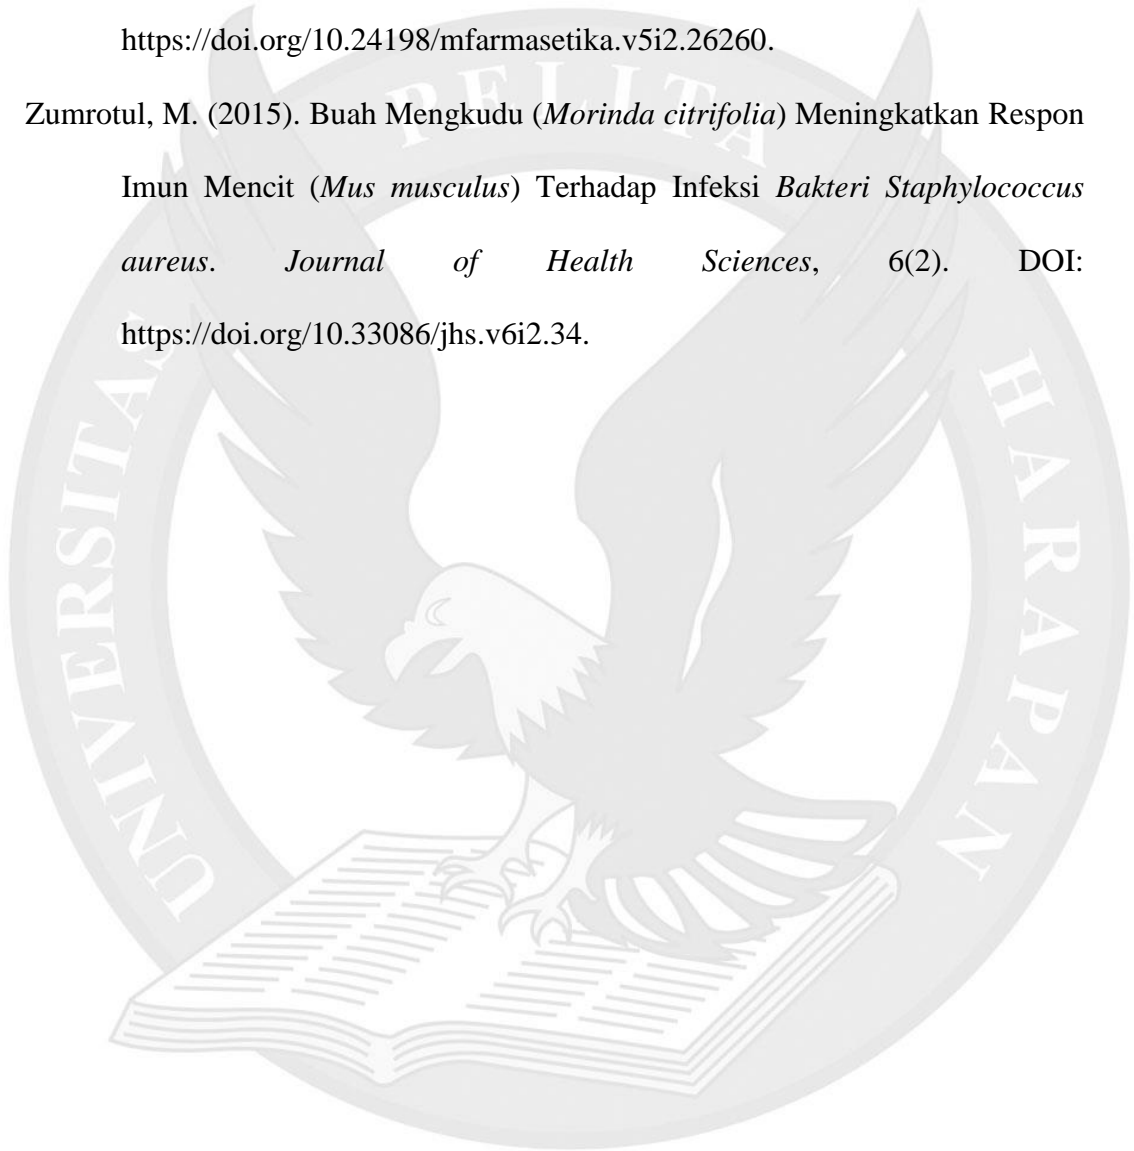 https://doi.org/10.24198/mfarmasetika.v5i2.26260.
Zumrotul, M. (2015). Buah Mengkudu (Morinda citrifolia) Meningkatkan Respon
Imun Mencit (Mus musculus) Terhadap Infeksi Bakteri Staphylococcus
aureus. Journal of Health Sciences, 6(2). DOI:
https://doi.org/10.33086/jhs.v6i2.34.
UNIVERSITAS
PELITA
HARAPAN